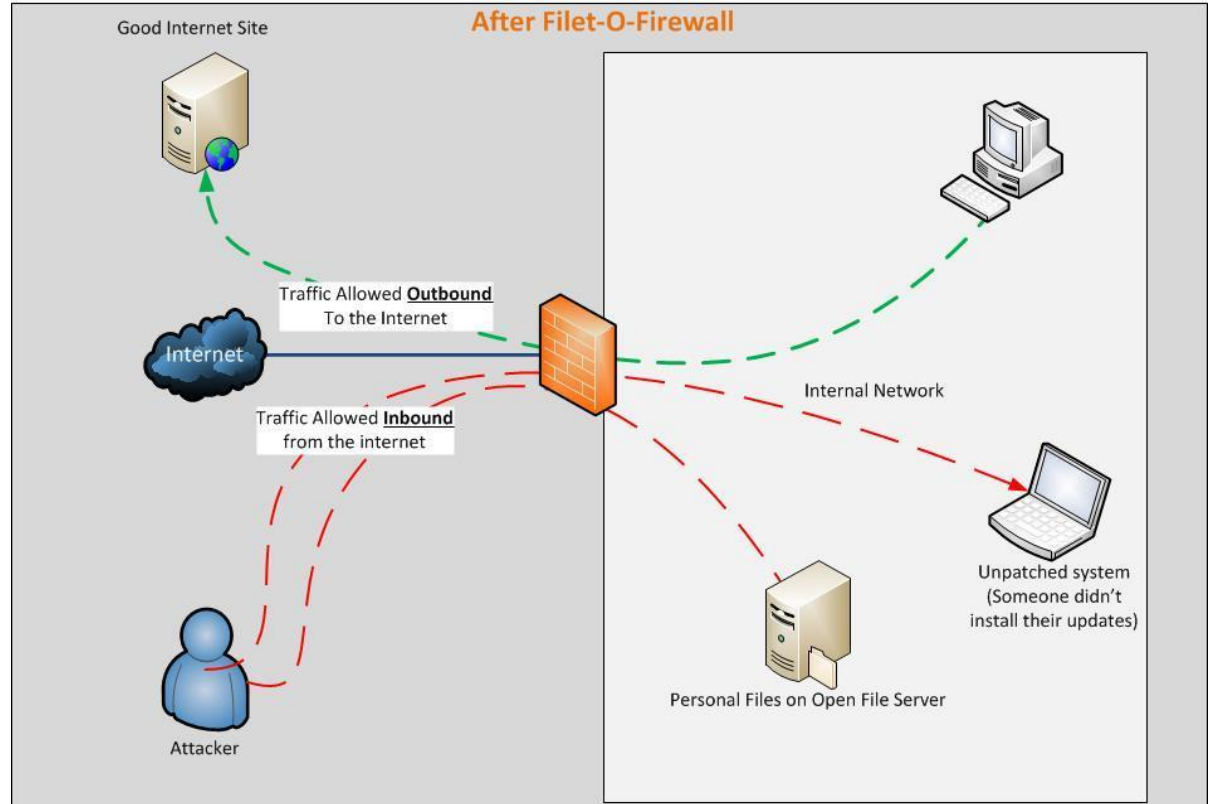 After Filet-O-Firewall
Good Internet Site
Traffic Allowed Outbound
To the Internet
Internet
Internal Network
Traffic Allowed Inbound
from the internet
Unpatched system
(Someone didn't
install their updates)
Personal Files on Open File Server
Attacker